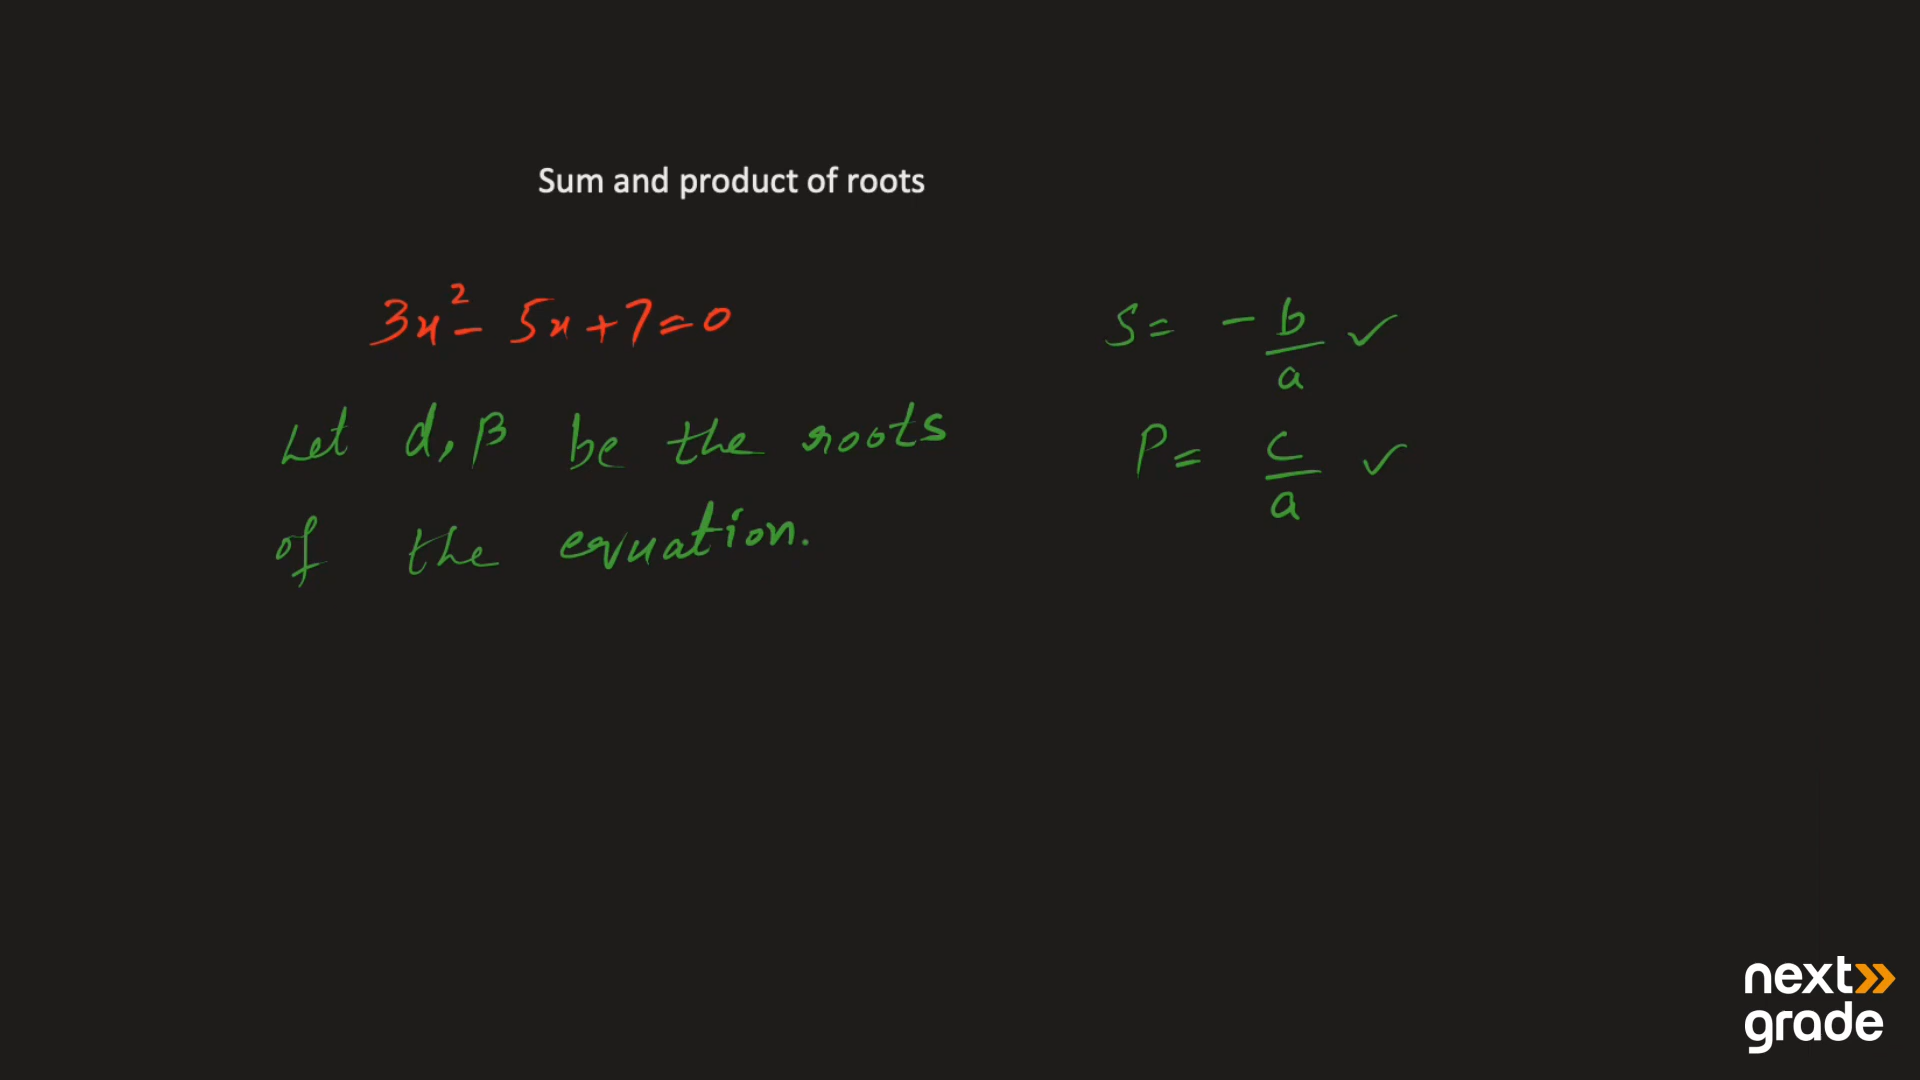 Sum and product of roots
3x² - 5x + 7 = 0
Let α, β be the roots
of the equation.
S = - b/a ✓
P = c/a ✓
next
grade